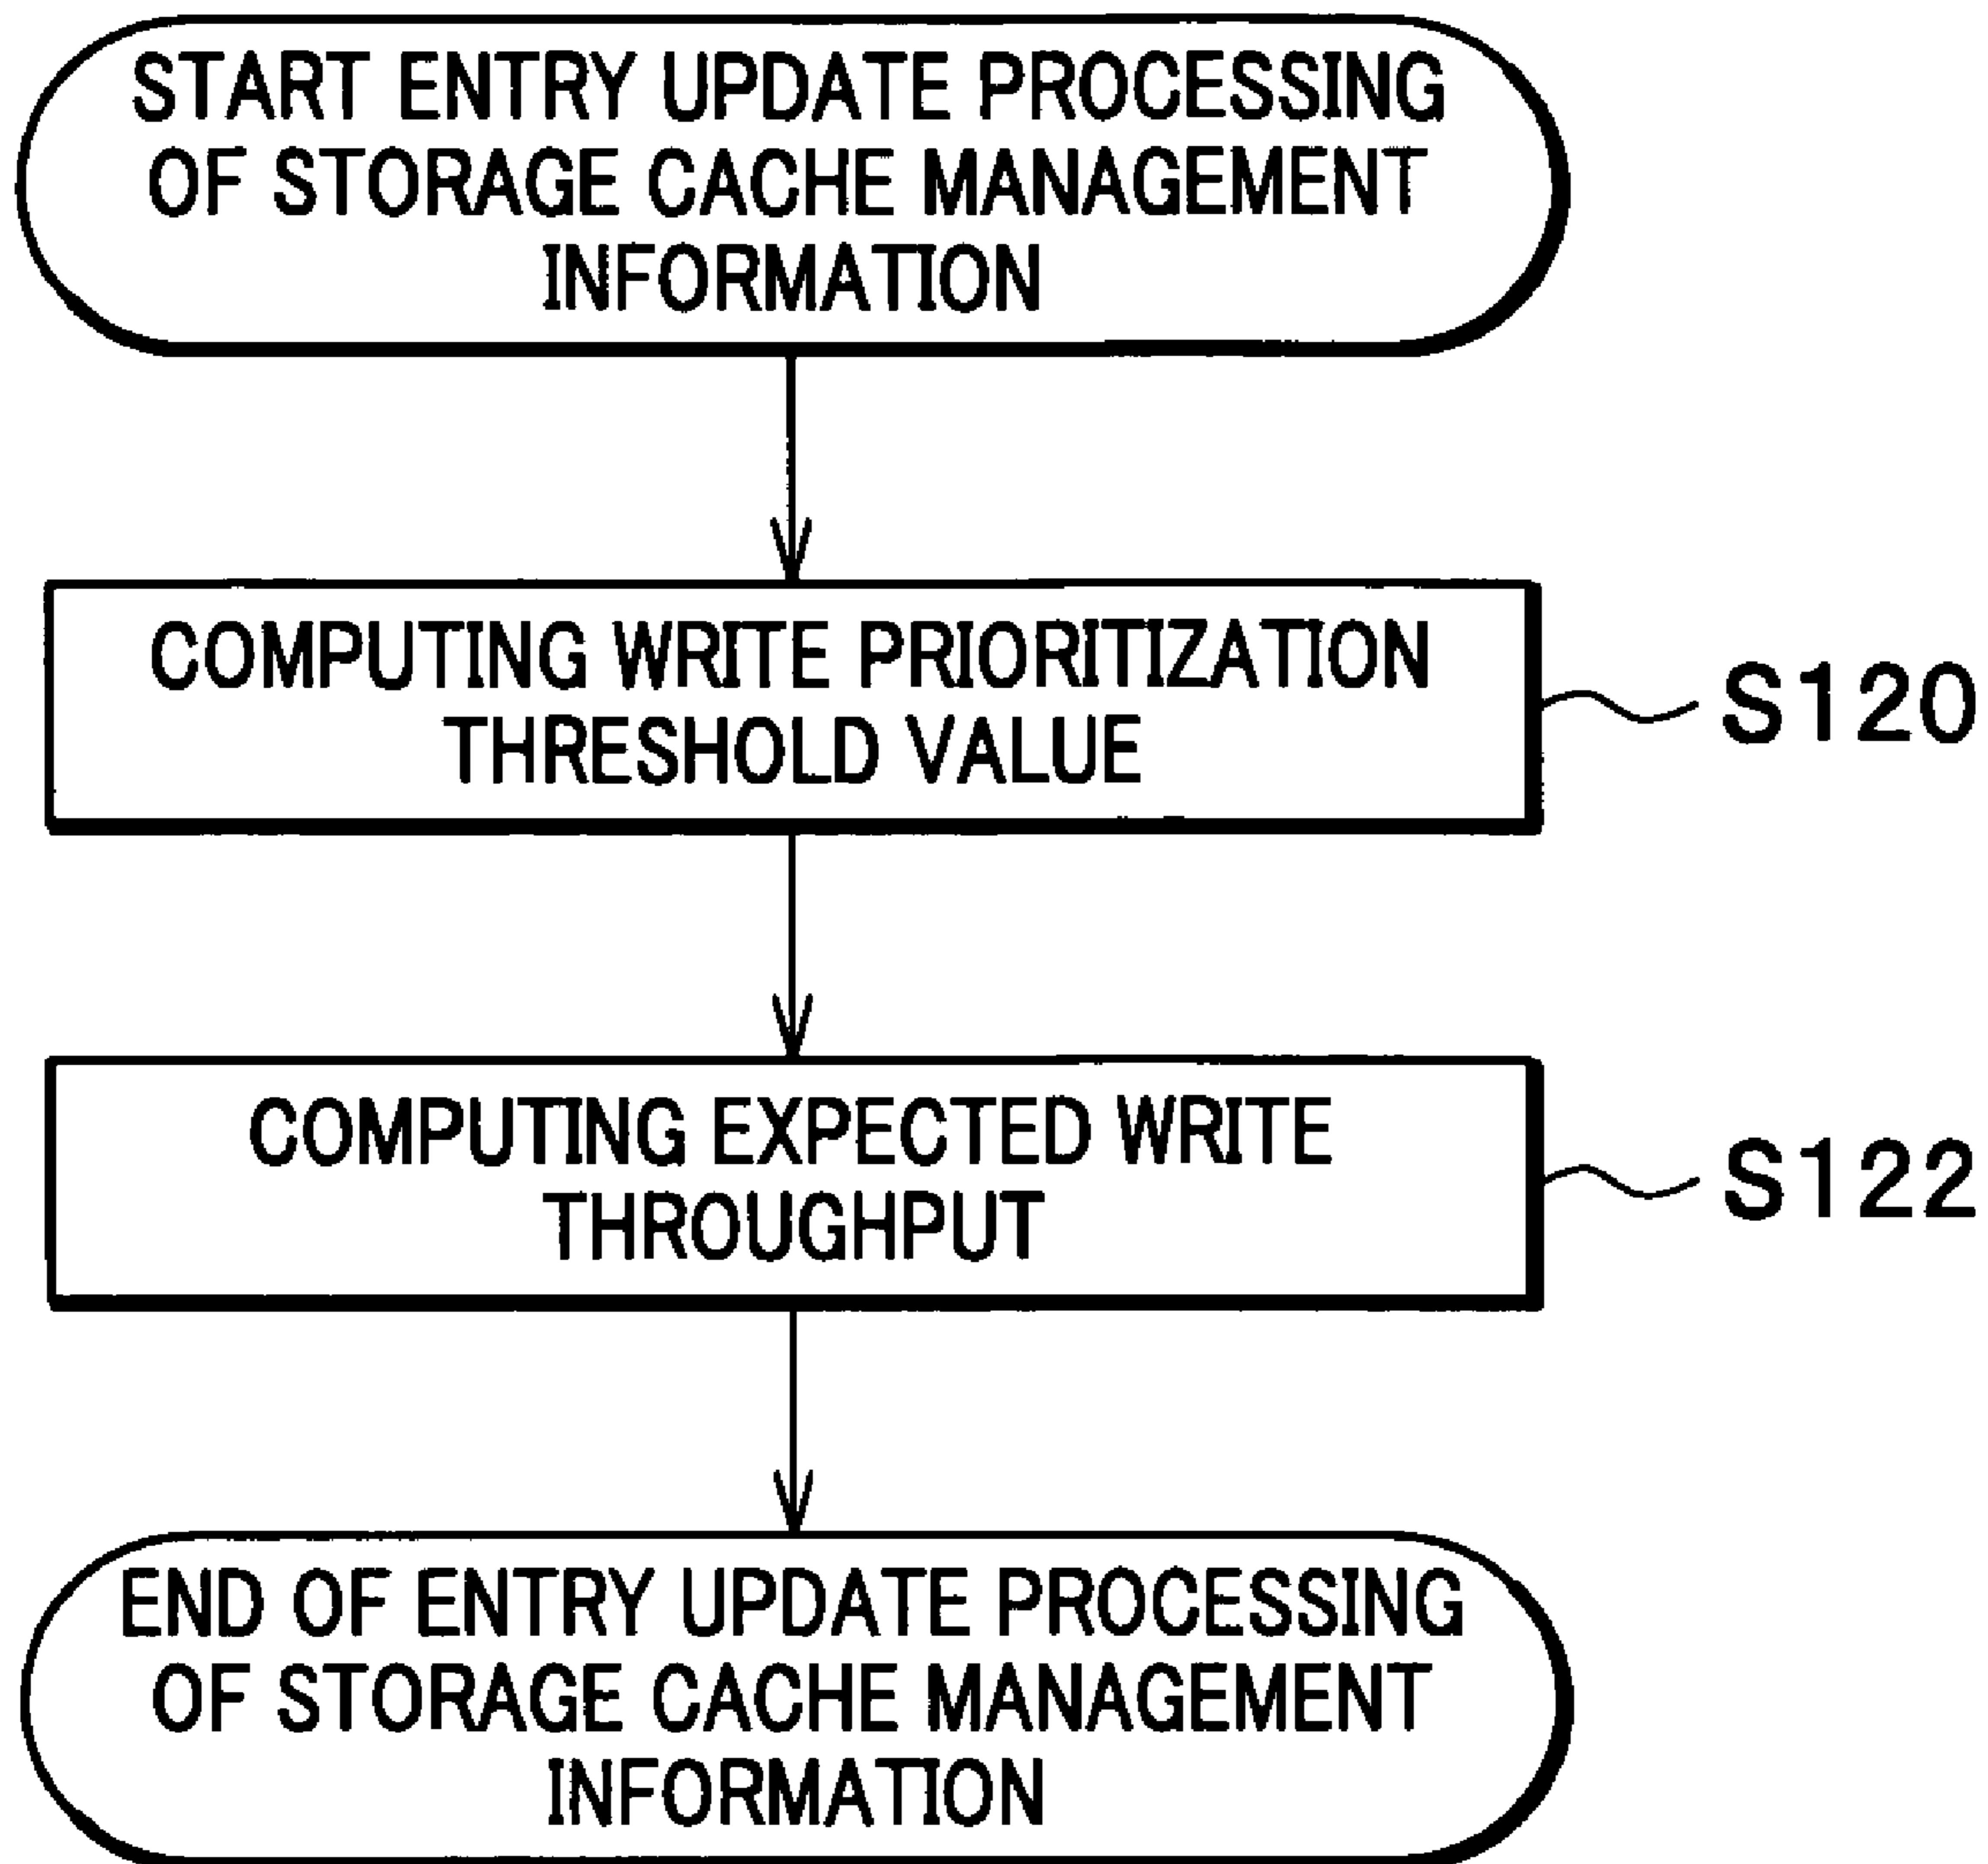 START ENTRY UPDATE PROCESSING
OF STORAGE CACHE MANAGEMENT
INFORMATION
COMPUTING WRITE PRIORITIZATION
THRESHOLD VALUE
S120
COMPUTING EXPECTED WRITE
THROUGHPUT
S122
END OF ENTRY UPDATE PROCESSING
OF STORAGE CACHE MANAGEMENT
INFORMATION